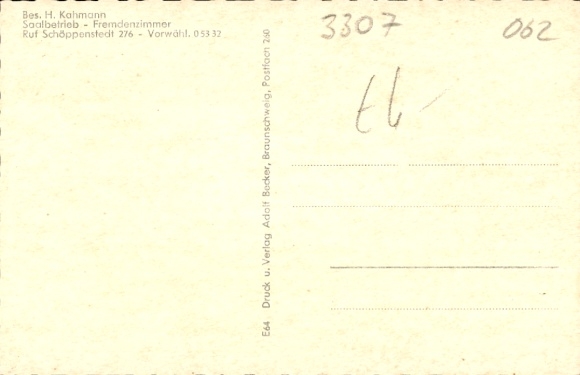 Bes. H. Kahmann
Saalbetrieb - Fremdenzimmer
Ruf Schöppenstedt 276 - Vorwähl. 05332
3307
062
E64 Druck u. Verlag Adolf Becker, Braunschweig, Postfach 260